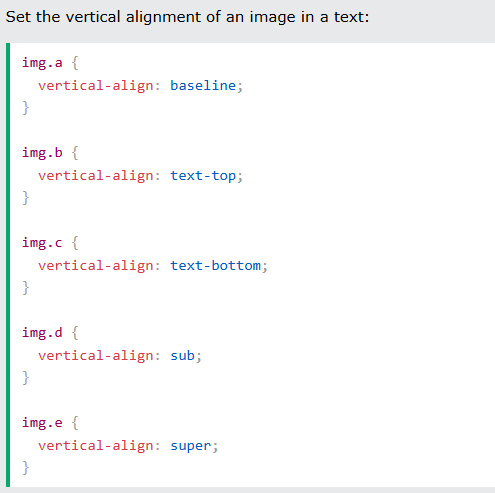 Set the vertical alignment of an image in a text:
img.a {
  vertical-align: baseline;
}
img.b {
  vertical-align: text-top;
}
img.c {
  vertical-align: text-bottom;
}
img.d {
  vertical-align: sub;
}
img.e {
  vertical-align: super;
}